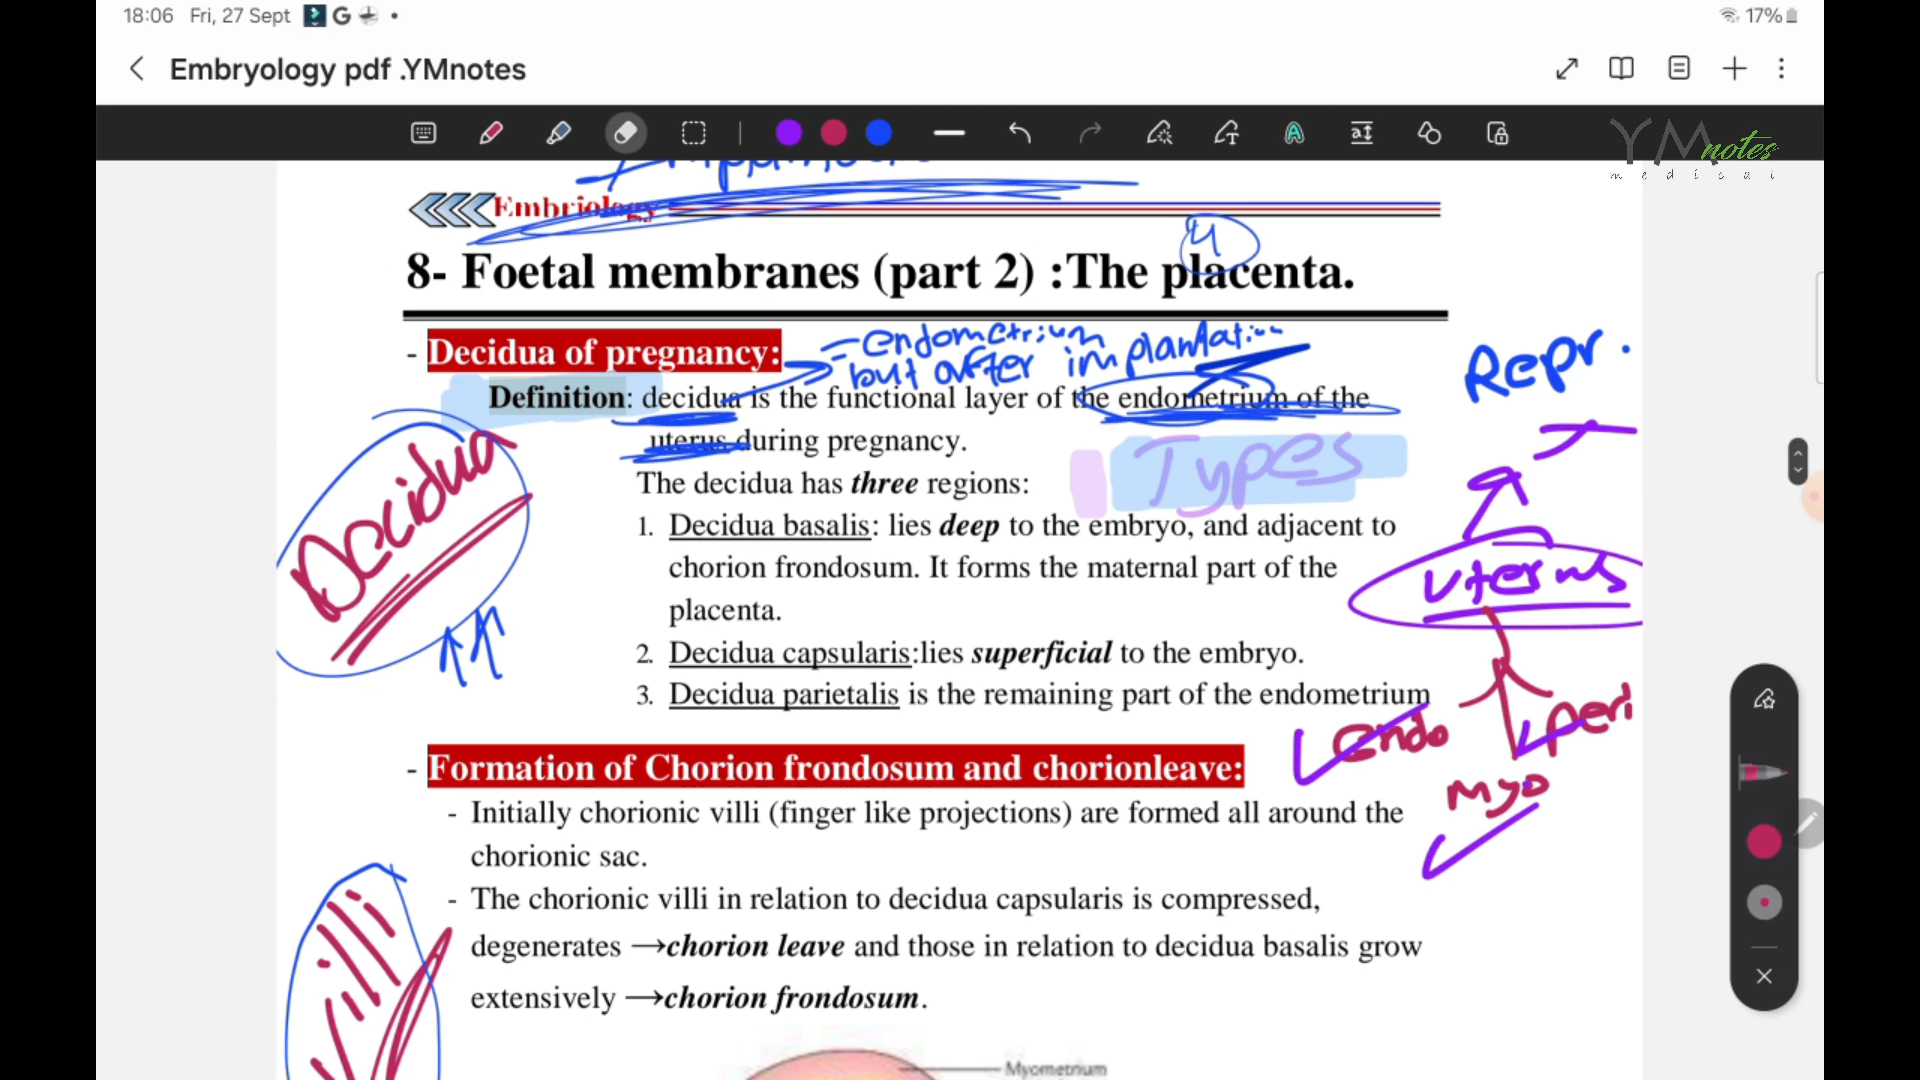 18:06 Fri, 27 Sept G •
17%
Embryology pdf .YMnotes
YMnotes
medical
Embriology
4
8- Foetal membranes (part 2) :The placenta.
- Decidua of pregnancy:
- endometrium
but after implantation
Repr.
Definition: decidua is the functional layer of the endometrium of the
uterus during pregnancy.
Types
Decidua
The decidua has three regions:
1. Decidua basalis: lies deep to the embryo, and adjacent to
chorion frondosum. It forms the maternal part of the
placenta.
uterus
2. Decidua capsularis:lies superficial to the embryo.
3. Decidua parietalis is the remaining part of the endometrium
endo
peri
myo
- Formation of Chorion frondosum and chorionleave:
- Initially chorionic villi (finger like projections) are formed all around the
chorionic sac.
- The chorionic villi in relation to decidua capsularis is compressed,
degenerates →chorion leave and those in relation to decidua basalis grow
extensively →chorion frondosum.
villi
Myometrium